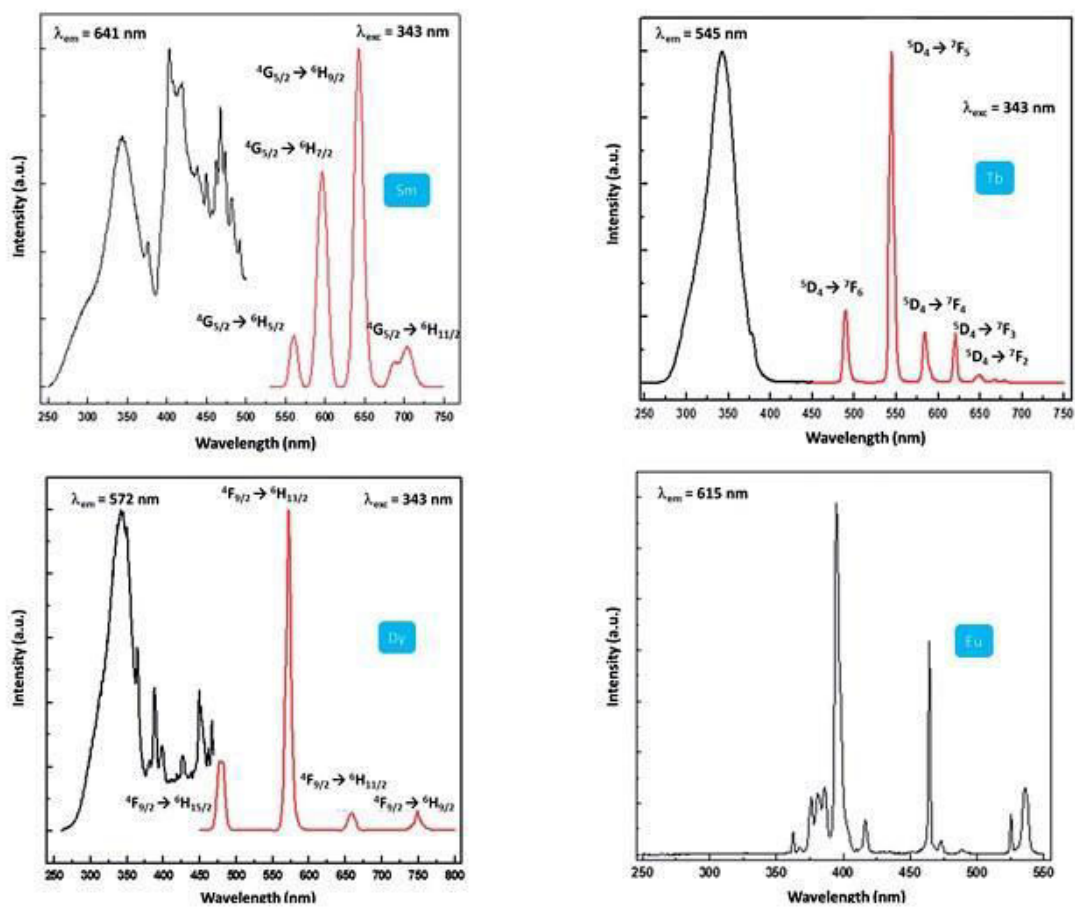 λem = 641 nm
λexc = 343 nm
⁴G5/2 → ⁶H9/2
⁴G5/2 → ⁶H7/2
Sm
⁴G5/2 → ⁶H5/2
⁴G5/2 → ⁶H11/2
Intensity (a.u.)
250 300 350 400 450 500 550 600 650 700 750
Wavelength (nm)
λem = 545 nm
⁵D4 → ⁷F5
λexc = 343 nm
Tb
⁵D4 → ⁷F6
⁵D4 → ⁷F4
⁵D4 → ⁷F3
⁵D4 → ⁷F2
Intensity (a.u.)
250 300 350 400 450 500 550 600 650 700 750
Wavelength (nm)
λem = 572 nm
⁴F9/2 → ⁶H11/2
λexc = 343 nm
Dy
⁴F9/2 → ⁶H11/2
⁴F9/2 → ⁶H15/2
⁴F9/2 → ⁶H9/2
Intensity (a.u.)
250 300 350 400 450 500 550 600 650 700 750 800
Wavelength (nm)
λem = 615 nm
Eu
Intensity (a.u.)
250 300 350 400 450 500 550
Wavelength (nm)